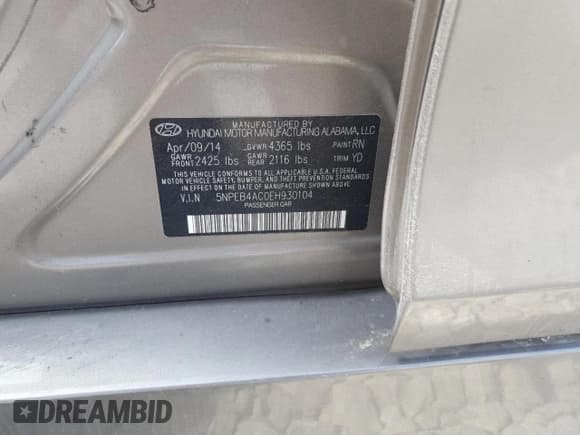 MANUFACTURED BY
HYUNDAI MOTOR MANUFACTURING ALABAMA, LLC
Apr/09/14 GVWR 4365 lbs PAINT RN
GAWR FRONT 2425 lbs GAWR REAR 2116 lbs TRIM YD
THIS VEHICLE CONFORMS TO ALL APPLICABLE U.S.A. FEDERAL
MOTOR VEHICLE SAFETY, BUMPER, AND THEFT PREVENTION
STANDARDS IN EFFECT ON THE DATE OF MANUFACTURE SHOWN ABOVE.
V.I.N 5NPEB4AC0EH930104
PASSENGER CAR
DREAMBID